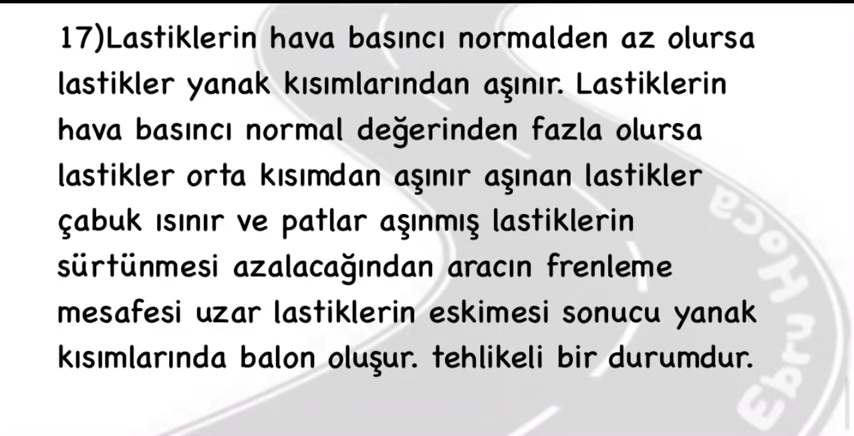 17)Lastiklerin hava basıncı normalden az olursa
lastikler yanak kısımlarından aşınır. Lastiklerin
hava basıncı normal değerinden fazla olursa
lastikler orta kısımdan aşınır aşınan lastikler
çabuk ısınır ve patlar aşınmış lastiklerin
sürtünmesi azalacağından aracın frenleme
mesafesi uzar lastiklerin eskimesi sonucu yanak
kısımlarında balon oluşur. tehlikeli bir durumdur.
Ebru Hoca